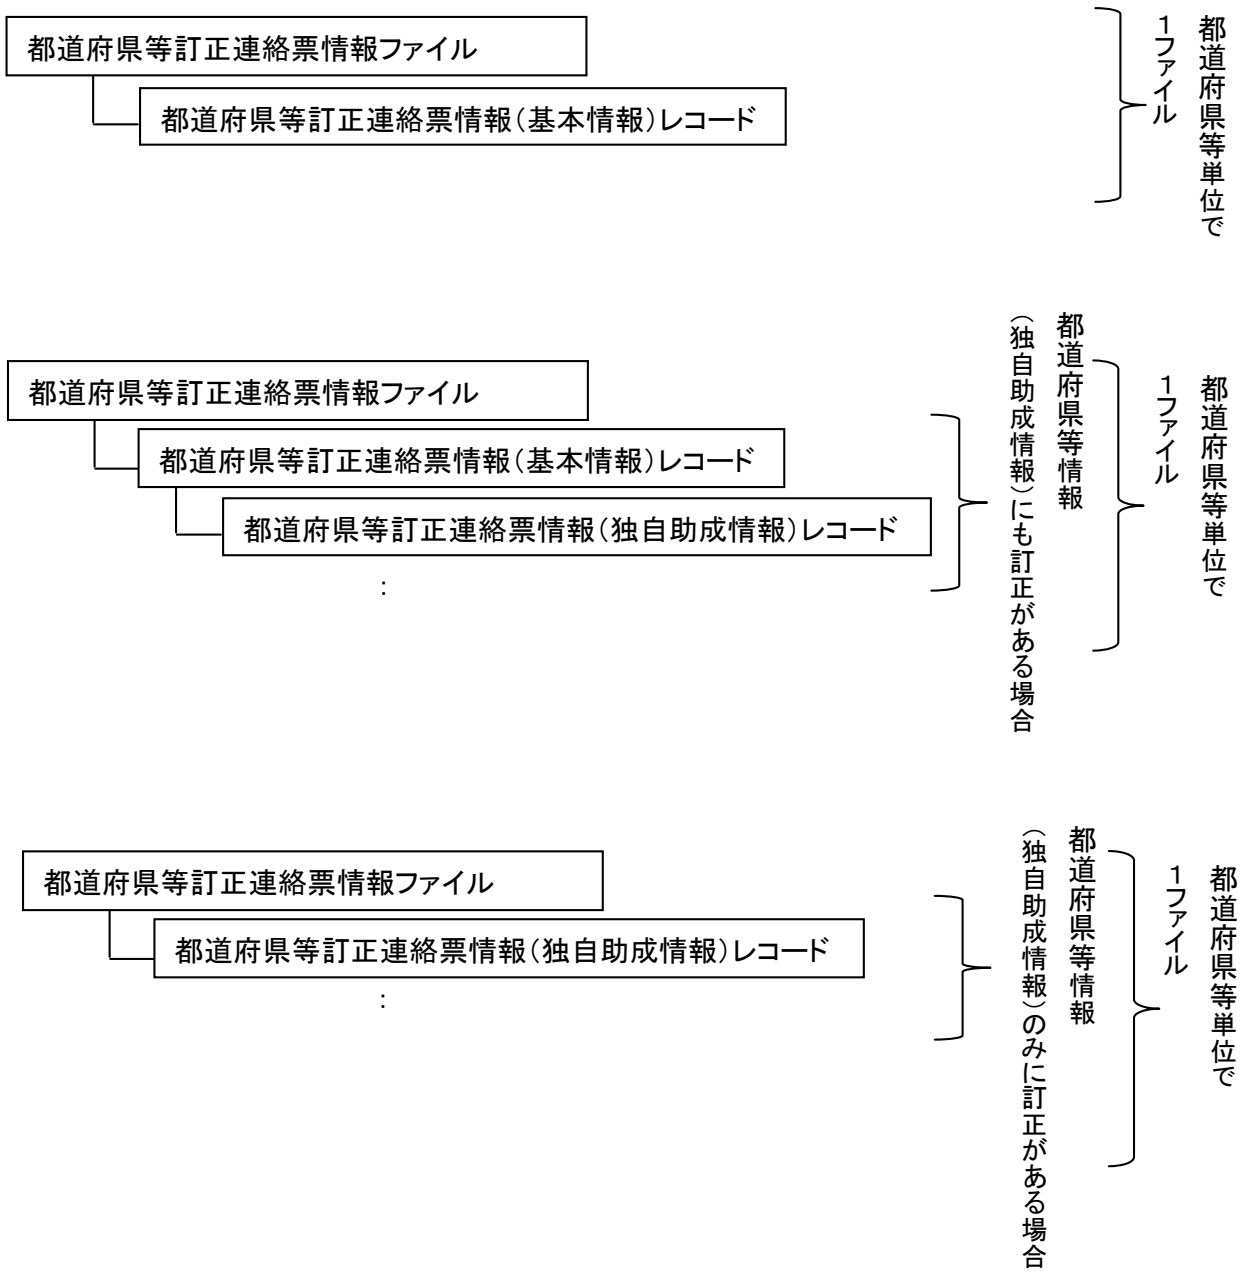 都道府県等訂正連絡票情報ファイル
都道府県等訂正連絡票情報（基本情報）レコード
都道府県等単位で
１ファイル
都道府県等訂正連絡票情報ファイル
都道府県等訂正連絡票情報（基本情報）レコード
都道府県等訂正連絡票情報（独自助成情報）レコード
：
都道府県等情報
（独自助成情報）にも訂正がある場合
都道府県等単位で
１ファイル
都道府県等訂正連絡票情報ファイル
都道府県等訂正連絡票情報（独自助成情報）レコード
：
都道府県等情報
（独自助成情報）のみに訂正がある場合
都道府県等単位で
１ファイル